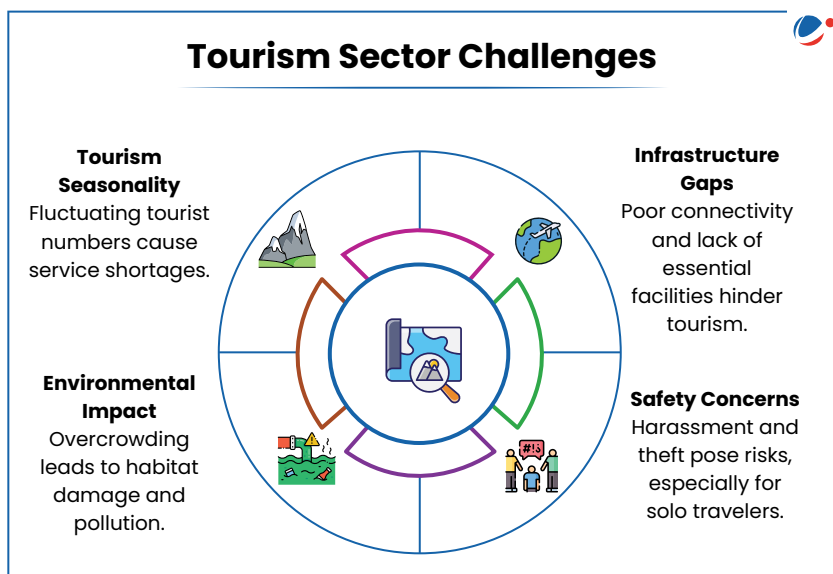 Tourism Sector Challenges
Tourism
Seasonality
Fluctuating tourist
numbers cause
service shortages.
Infrastructure
Gaps
Poor connectivity
and lack of
essential
facilities hinder
tourism.
Environmental
Impact
Overcrowding
leads to habitat
damage and
pollution.
Safety Concerns
Harassment and
theft pose risks,
especially for
solo travelers.
#!¿